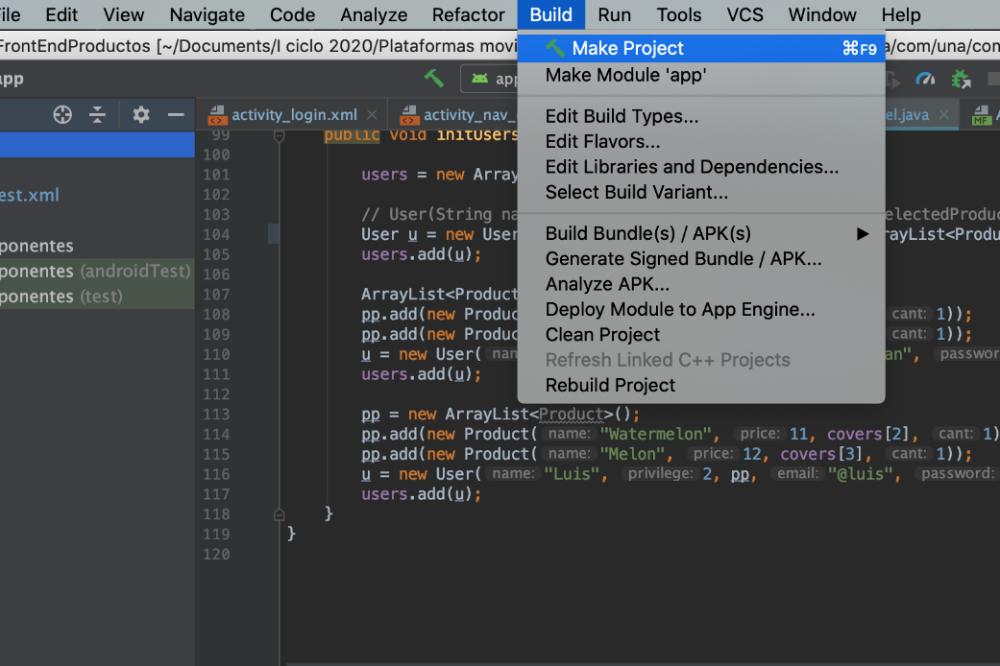 File Edit View Navigate Code Analyze Refactor Build Run Tools VCS Window Help
FrontEndProductos [~/Documents/I ciclo 2020/Plataformas movi a/com/una/com
app
app
activity_login.xml
activity_nav_
el.java
MF
est.xml
ponentes
ponentes (androidTest)
ponentes (test)
Make Project ⌘F9
Make Module 'app'
Edit Build Types...
Edit Flavors...
Edit Libraries and Dependencies...
Select Build Variant...
Build Bundle(s) / APK(s)
Generate Signed Bundle / APK...
Analyze APK...
Deploy Module to App Engine...
Clean Project
Refresh Linked C++ Projects
Rebuild Project
99 public void initUsers
100
101 users = new Array
102
103 // User(String na electedProdu
104 User u = new User rayList<Produ
105 users.add(u);
106
107 ArrayList<Product
108 pp.add(new Produc cant: 1));
109 pp.add(new Produc cant: 1));
110 u = new User( nam an", passwor
111 users.add(u);
112
113 pp = new ArrayList<Product>();
114 pp.add(new Product( name: "Watermelon", price: 11, covers[2], cant: 1)
115 pp.add(new Product( name: "Melon", price: 12, covers[3], cant: 1));
116 u = new User( name: "Luis", privilege: 2, pp, email: "@luis", password:
117 users.add(u);
118 }
119 }
120